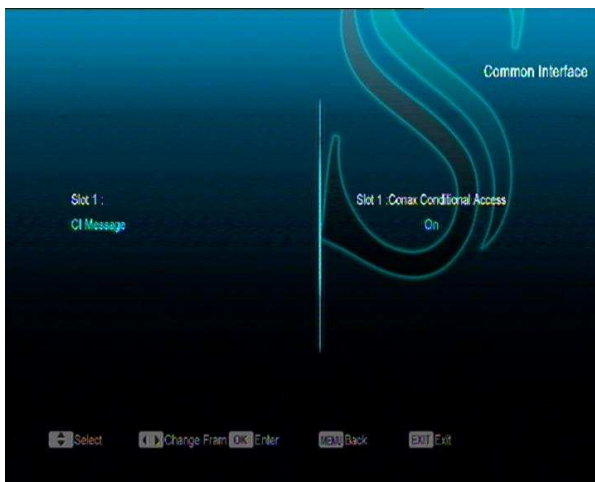 Common Interface
Slot 1 : Slot 1 :Conax Conditional Access
CI Message On
Select Change Fram OK Enter MENU Back EXIT Exit